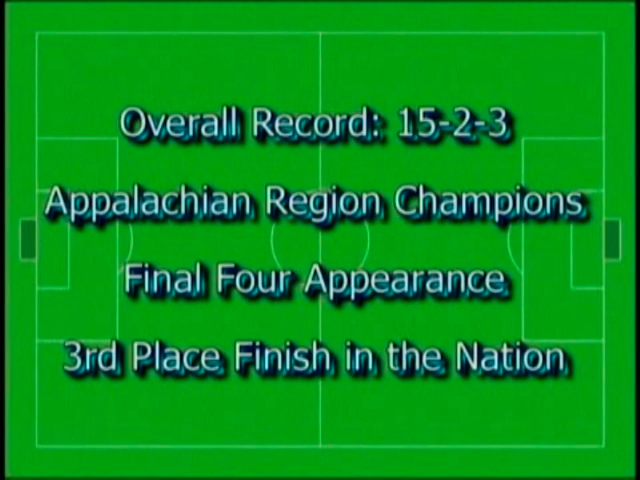 Overall Record: 15-2-3
Appalachian Region Champions
Final Four Appearance
3rd Place Finish in the Nation